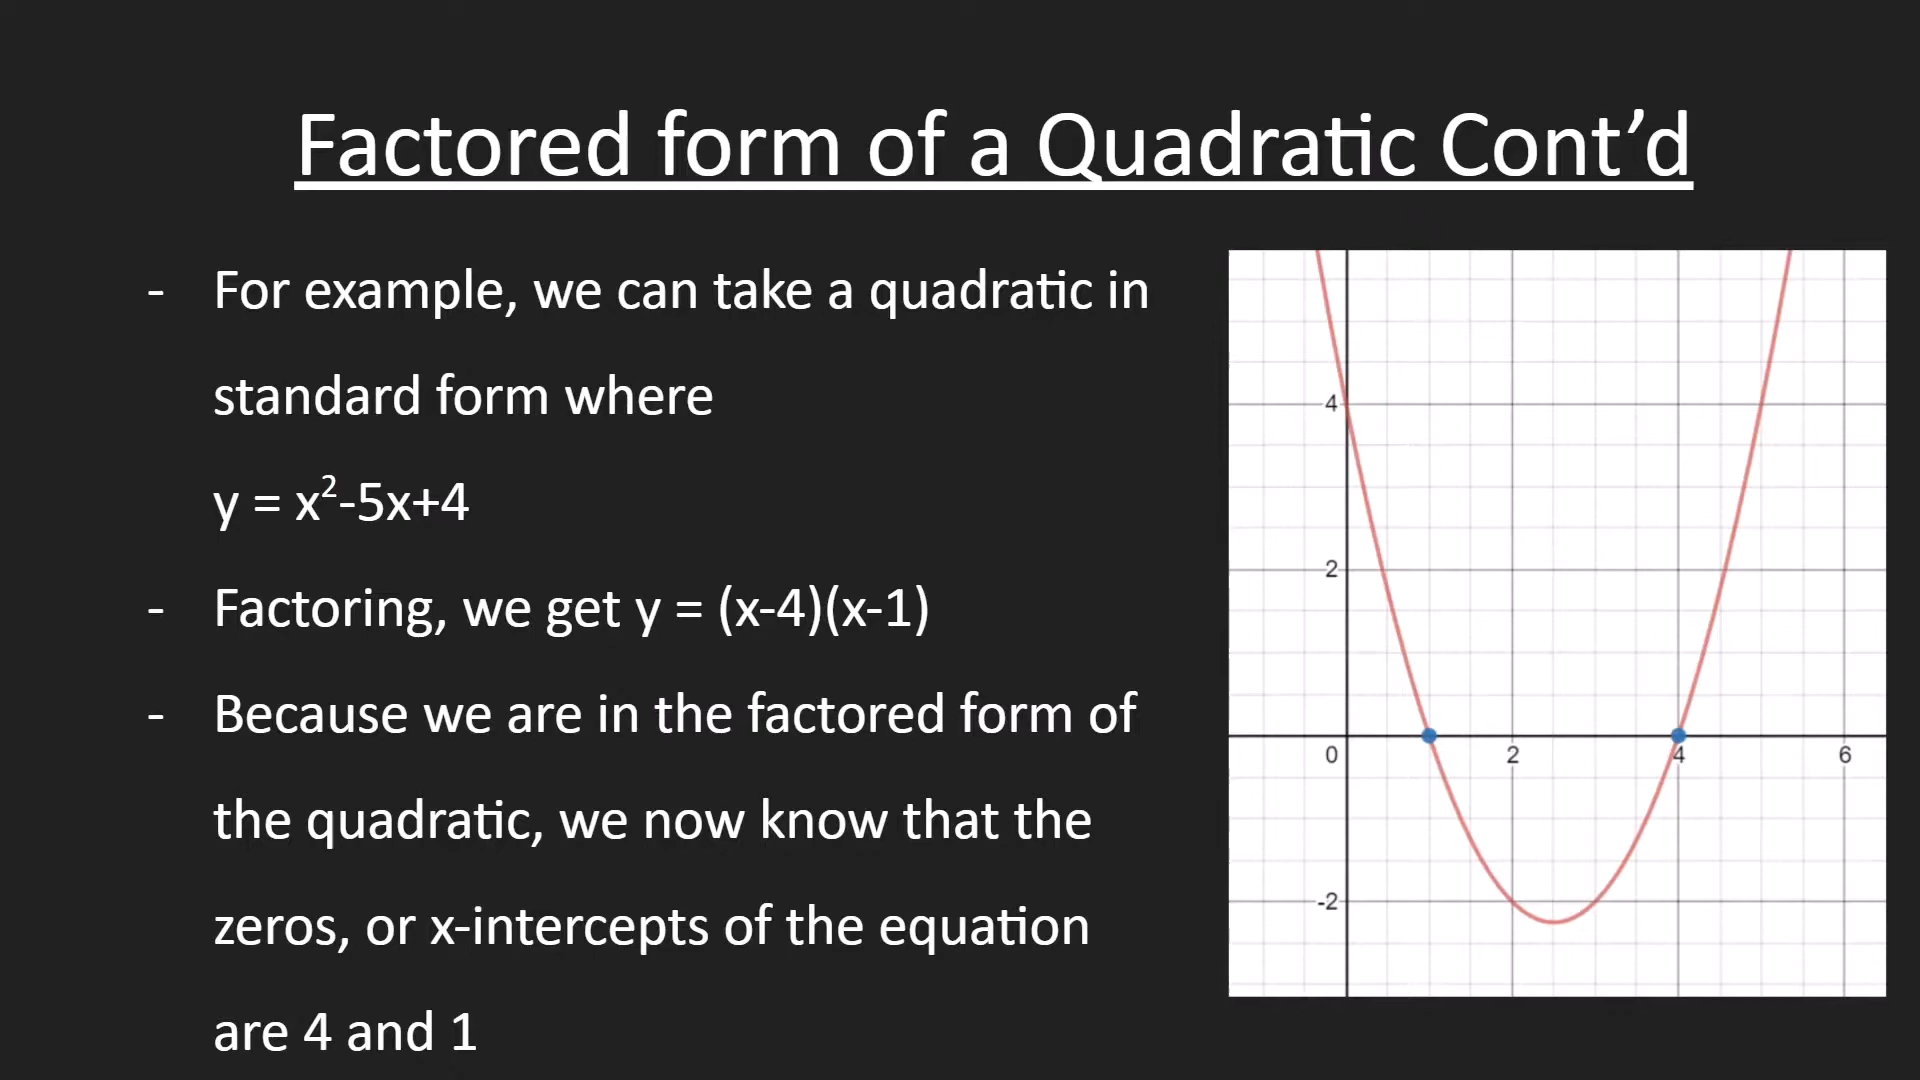 Factored form of a Quadratic Cont’d
- For example, we can take a quadratic in
standard form where
y = x²-5x+4
- Factoring, we get y = (x-4)(x-1)
- Because we are in the factored form of
the quadratic, we now know that the
zeros, or x-intercepts of the equation
are 4 and 1
4
2
0 2 4 6
-2